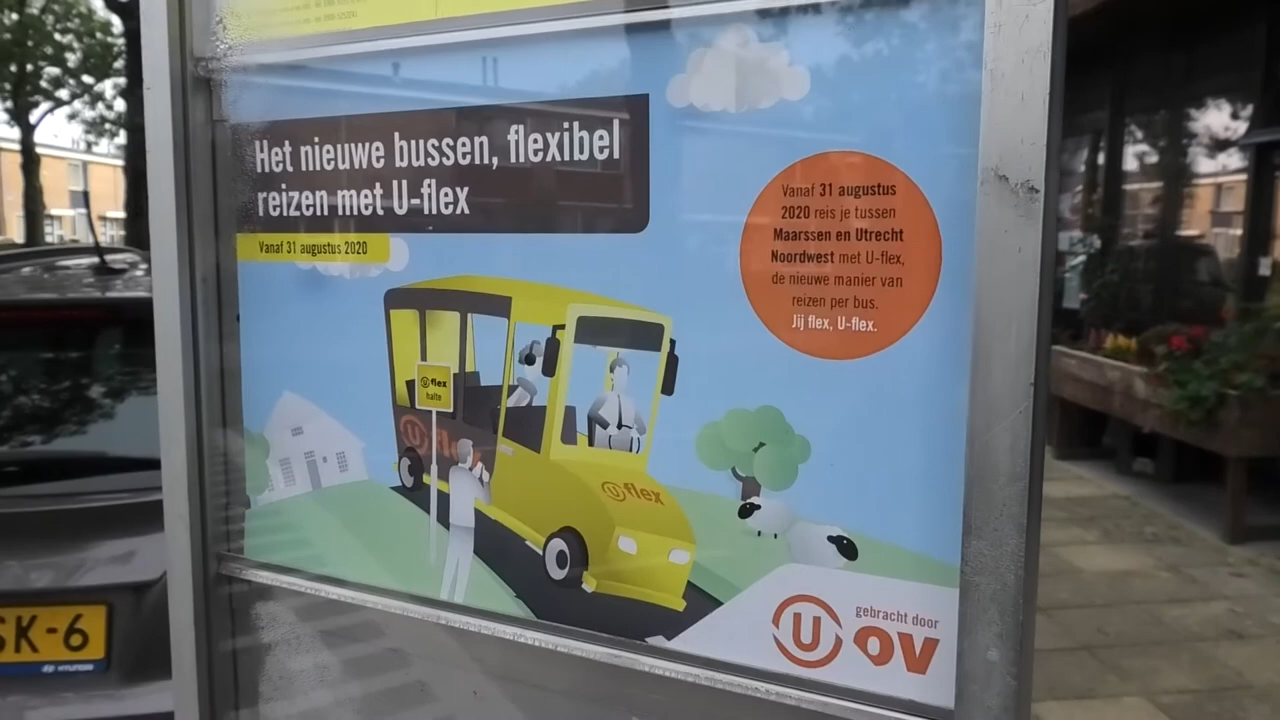 Het nieuwe bussen, flexibel
reizen met U-flex
Vanaf 31 augustus 2020
Vanaf 31 augustus
2020 reis je tussen
Maarssen en Utrecht
Noordwest met U-flex,
de nieuwe manier van
reizen per bus.
Jij flex, U-flex.
U flex
halte
U flex
U flex
gebracht door
U OV
SK-6
HYUNDAI